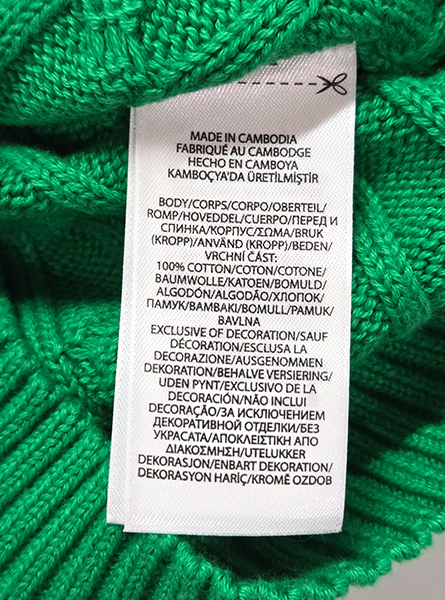 MADE IN CAMBODIA
FABRIQUÉ AU CAMBODGE
HECHO EN CAMBOYA
KAMBOÇYA'DA ÜRETİLMİŞTİR
BODY/CORPS/CORPO/OBERTEIL/
ROMP/HOVEDDEL/CUERPO/ПЕРЕД И
СПИНКА/КОРПУС/ΣΩΜΑ/BRUK
(KROPP)/ANVÄND (KROPP)/BEDEN/
VRCHNÍ ČÁST:
100% COTTON/COTON/COTONE/
BAUMWOLLE/KATOEN/BOMULD/
ALGODÓN/ALGODÃO/ХЛОПОК/
ПАМУК/ΒΑΜΒΑΚΙ/BOMULL/PAMUK/
BAVLNA
EXCLUSIVE OF DECORATION/SAUF
DÉCORATION/ESCLUSA LA
DECORAZIONE/AUSGENOMMEN
DEKORATION/BEHALVE VERSIERING/
UDEN PYNT/EXCLUSIVO DE LA
DECORACIÓN/NÃO INCLUI
DECORAÇÃO/ЗА ИСКЛЮЧЕНИЕМ
ДЕКОРАТИВНОЙ ОТДЕЛКИ/БЕЗ
УКРАСАТА/ΑΠΟΚΛΕΙΣΤΙΚΗ ΑΠΟ
ΔΙΑΚΟΣΜΗΣΗ/UTELUKKER
DEKORASJON/ENBART DEKORATION/
DEKORASYON HARİÇ/KROMĚ OZDOB